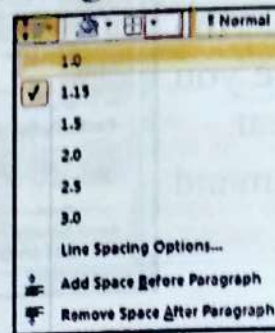 ¶ Normal
1.0
1.15
1.5
2.0
2.5
3.0
Line Spacing Options...
Add Space Before Paragraph
Remove Space After Paragraph